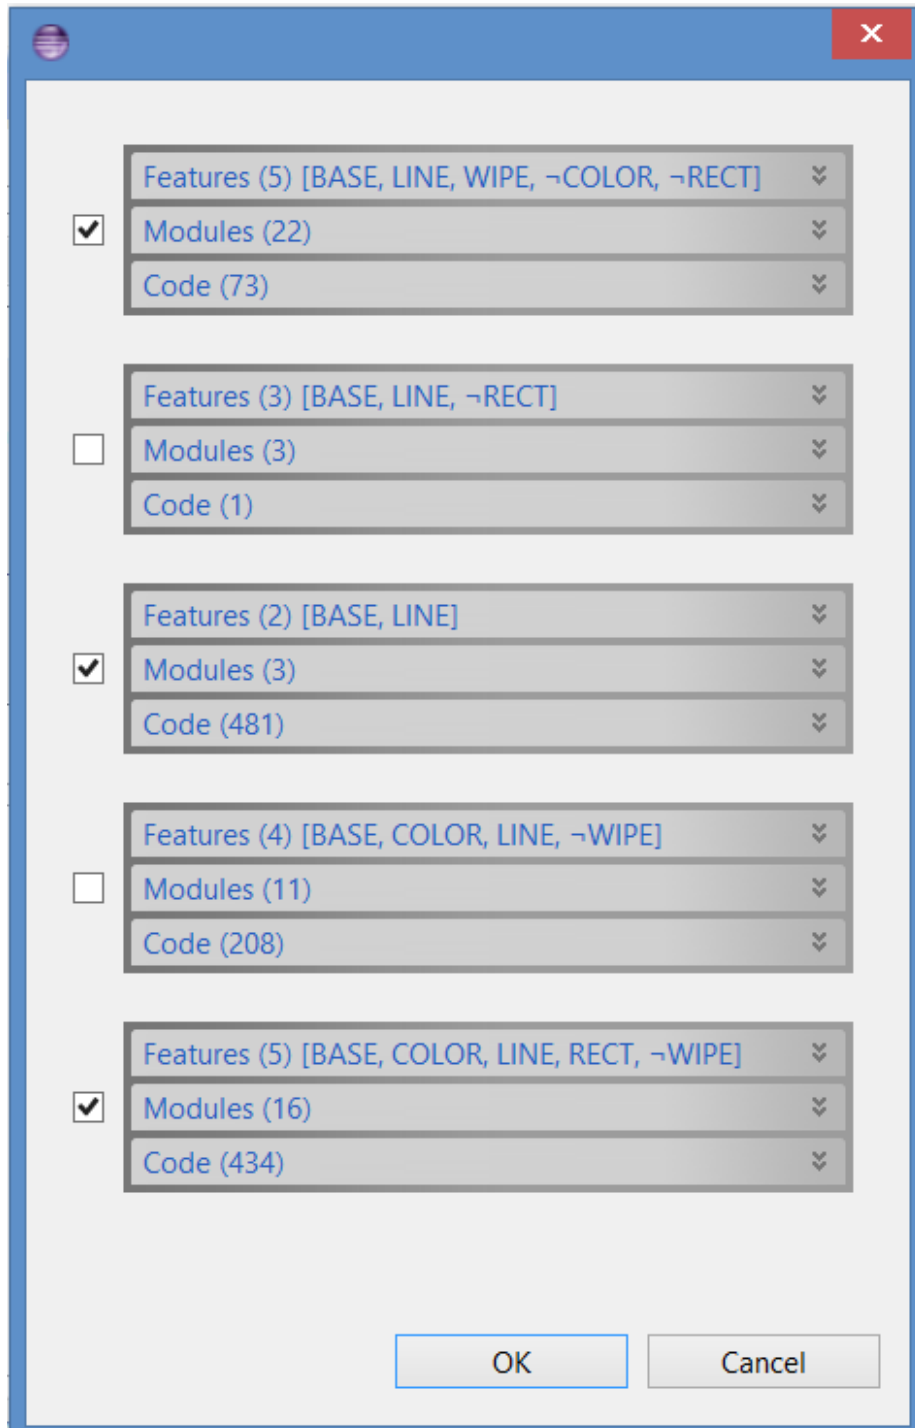 Features (5) [BASE, LINE, WIPE, ¬COLOR, ¬RECT]
Modules (22)
Code (73)
Features (3) [BASE, LINE, ¬RECT]
Modules (3)
Code (1)
Features (2) [BASE, LINE]
Modules (3)
Code (481)
Features (4) [BASE, COLOR, LINE, ¬WIPE]
Modules (11)
Code (208)
Features (5) [BASE, COLOR, LINE, RECT, ¬WIPE]
Modules (16)
Code (434)
OK Cancel